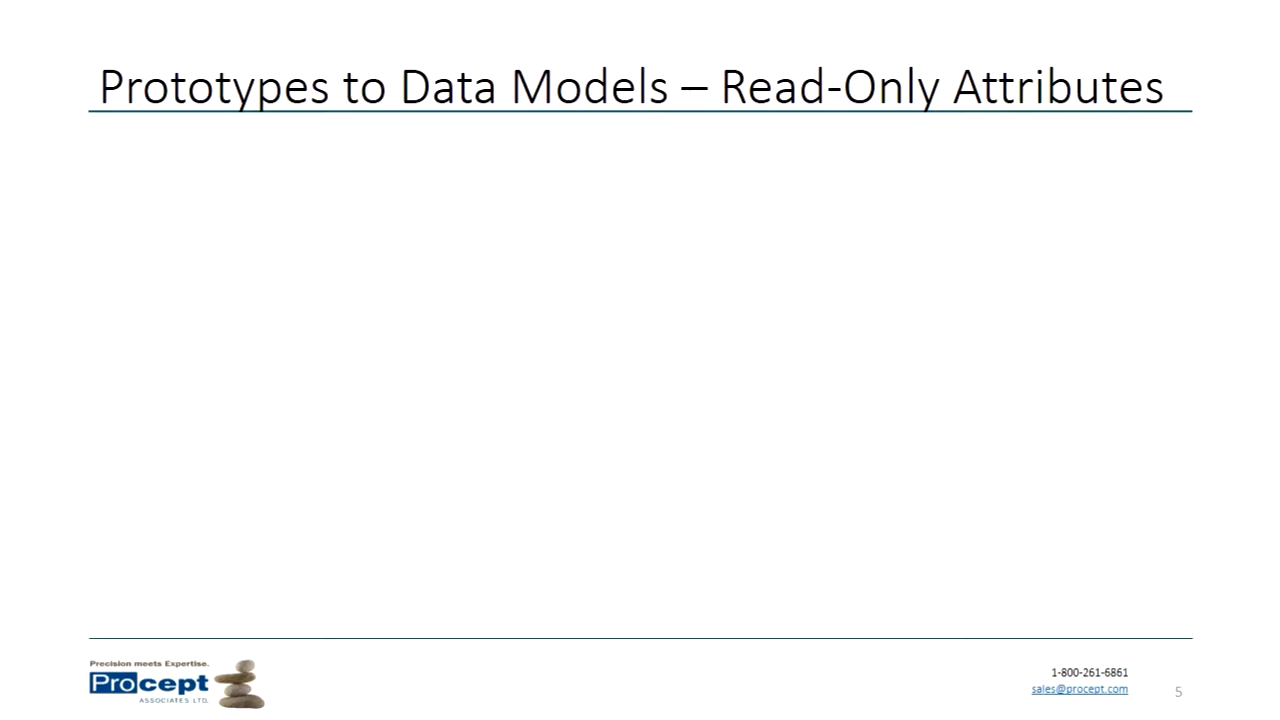 Prototypes to Data Models – Read-Only Attributes
Precision meets Expertise.
Procept
ASSOCIATES LTD.
1-800-261-6861
sales@procept.com
5